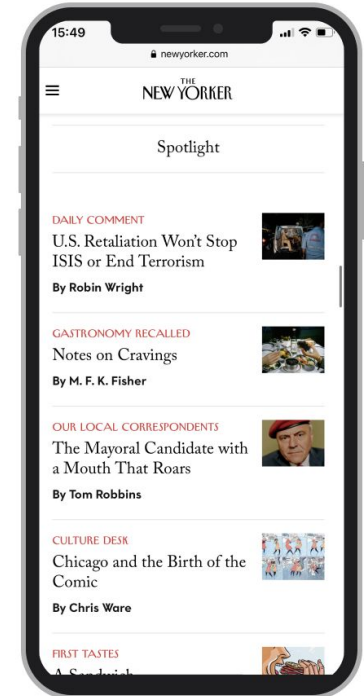 15:49
newyorker.com
THE
NEW YORKER
Spotlight
DAILY COMMENT
U.S. Retaliation Won't Stop
ISIS or End Terrorism
By Robin Wright
GASTRONOMY RECALLED
Notes on Cravings
By M. F. K. Fisher
OUR LOCAL CORRESPONDENTS
The Mayoral Candidate with
a Mouth That Roars
By Tom Robbins
CULTURE DESK
Chicago and the Birth of the
Comic
By Chris Ware
FIRST TASTES
A Sandwich